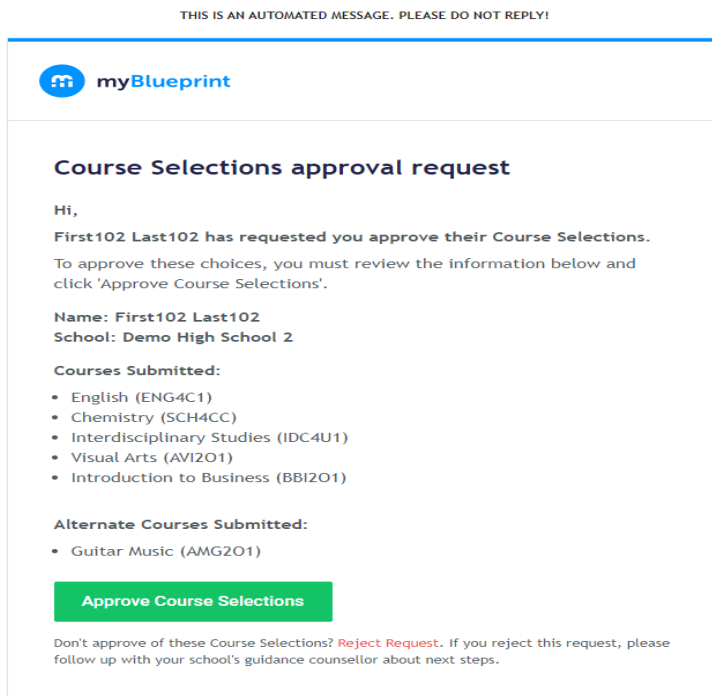 THIS IS AN AUTOMATED MESSAGE. PLEASE DO NOT REPLY!
myBlueprint
Course Selections approval request
Hi,
First102 Last102 has requested you approve their Course Selections.
To approve these choices, you must review the information below and
click 'Approve Course Selections'.
Name: First102 Last102
School: Demo High School 2
Courses Submitted:
• English (ENG4C1)
• Chemistry (SCH4CC)
• Interdisciplinary Studies (IDC4U1)
• Visual Arts (AVI2O1)
• Introduction to Business (BBI2O1)
Alternate Courses Submitted:
• Guitar Music (AMG2O1)
Approve Course Selections
Don't approve of these Course Selections? Reject Request. If you reject this request, please
follow up with your school's guidance counsellor about next steps.